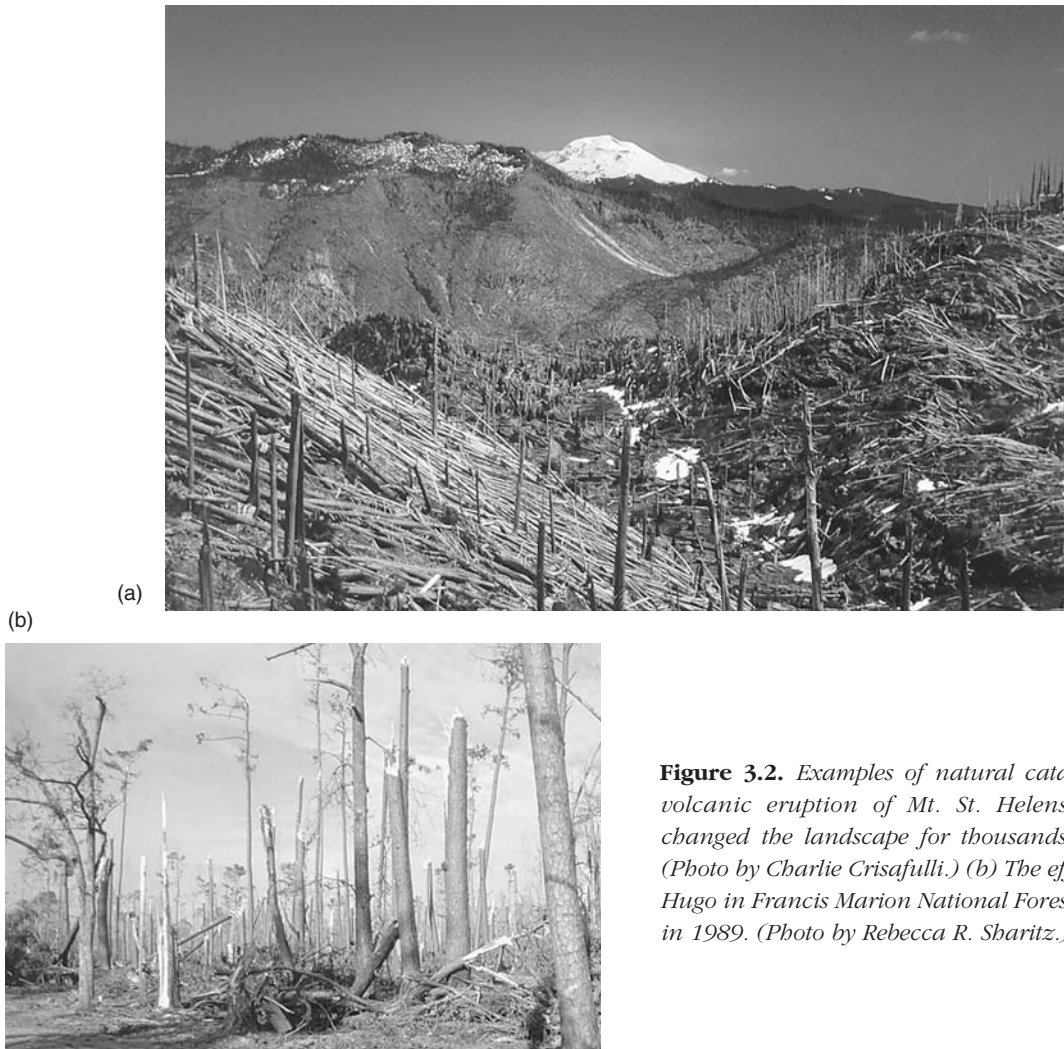 (a)
(b)
Figure 3.2. Examples of natural cata
volcanic eruption of Mt. St. Helens
changed the landscape for thousands
(Photo by Charlie Crisafulli.) (b) The ef
Hugo in Francis Marion National Fores
in 1989. (Photo by Rebecca R. Sharitz.